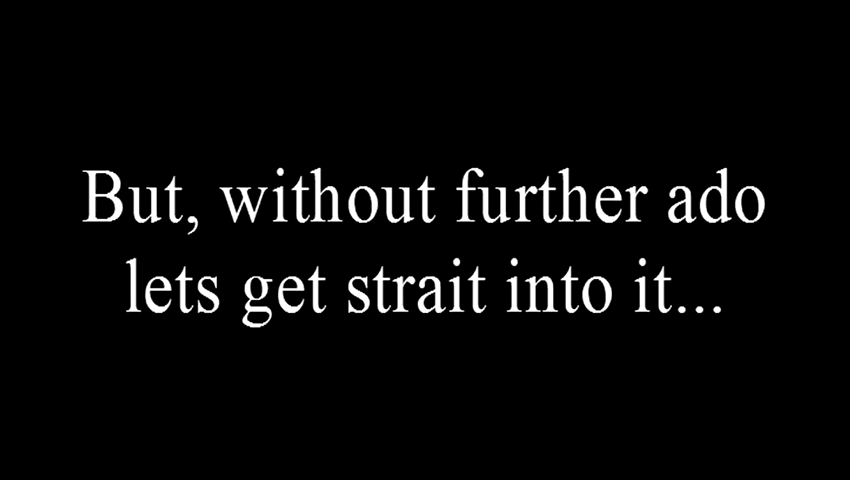 But, without further ado
lets get strait into it...